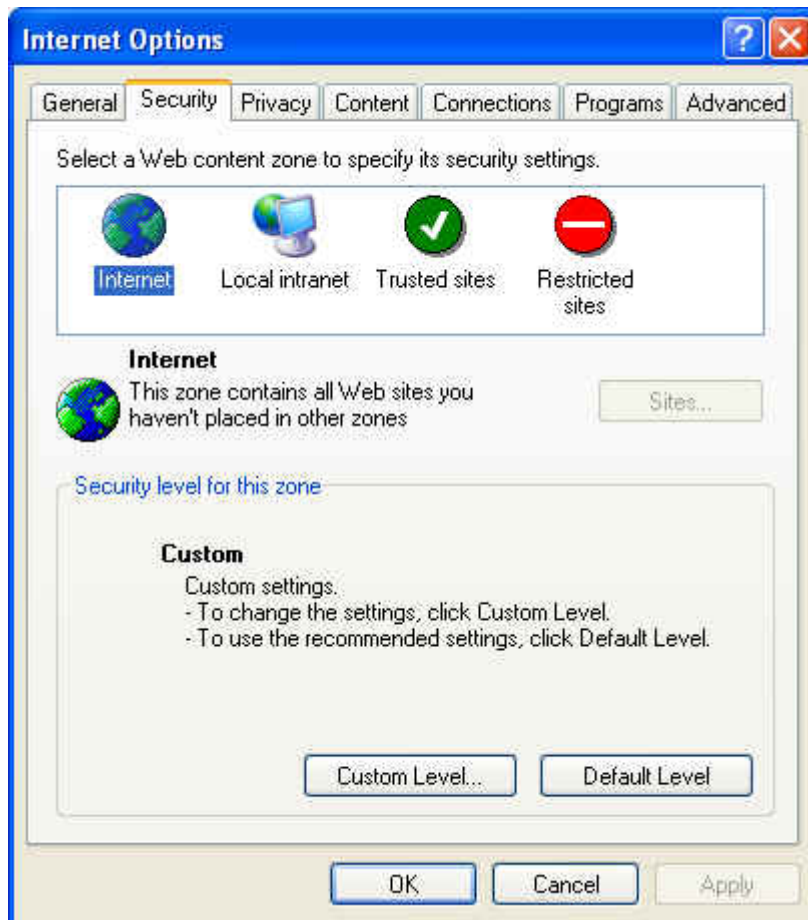 Internet Options
General Security Privacy Content Connections Programs Advanced
Select a Web content zone to specify its security settings.
Internet Local intranet Trusted sites Restricted
sites
Internet
This zone contains all Web sites you
haven't placed in other zones
Sites...
Security level for this zone
Custom
Custom settings.
- To change the settings, click Custom Level.
- To use the recommended settings, click Default Level.
Custom Level... Default Level
OK Cancel Apply